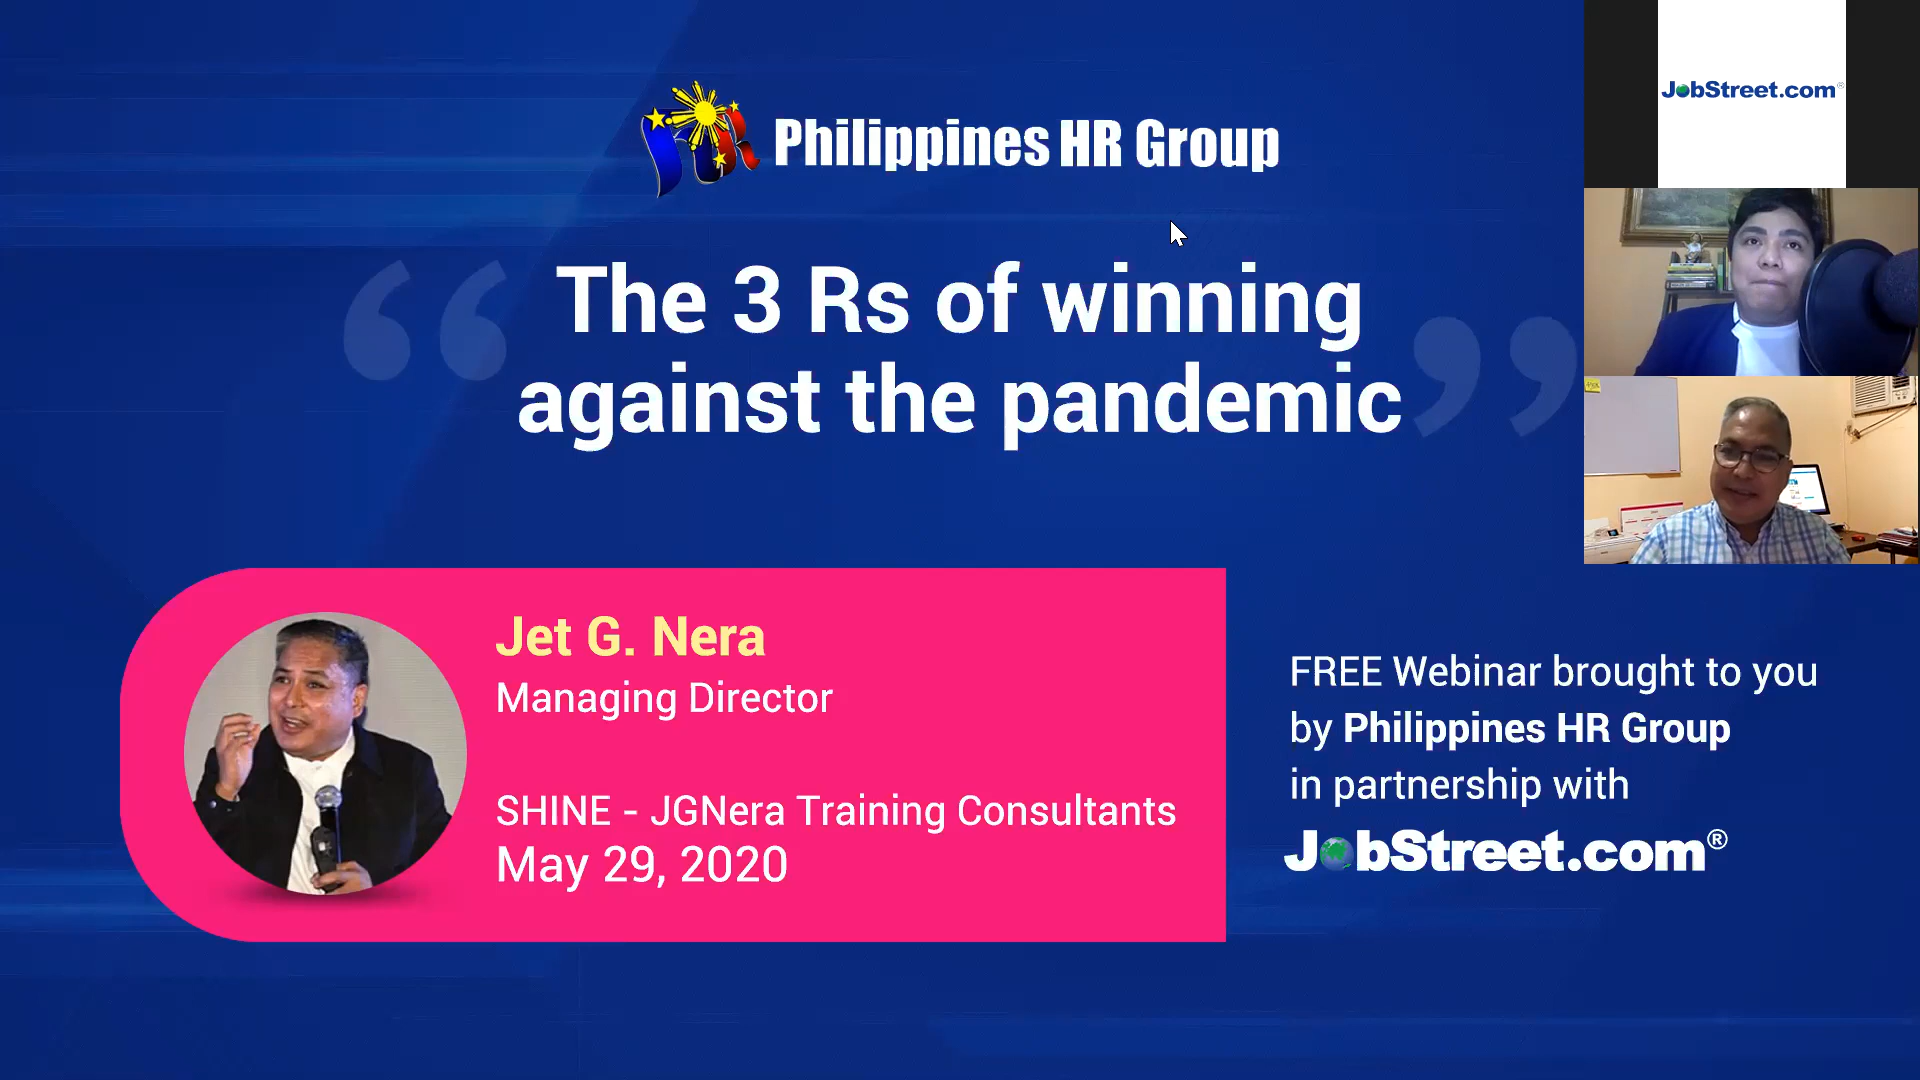 Philippines HR Group
The 3 Rs of winning
against the pandemic
Jet G. Nera
Managing Director
SHINE - JGNera Training Consultants
May 29, 2020
FREE Webinar brought to you
by Philippines HR Group
in partnership with
JobStreet.com®
JobStreet.com®